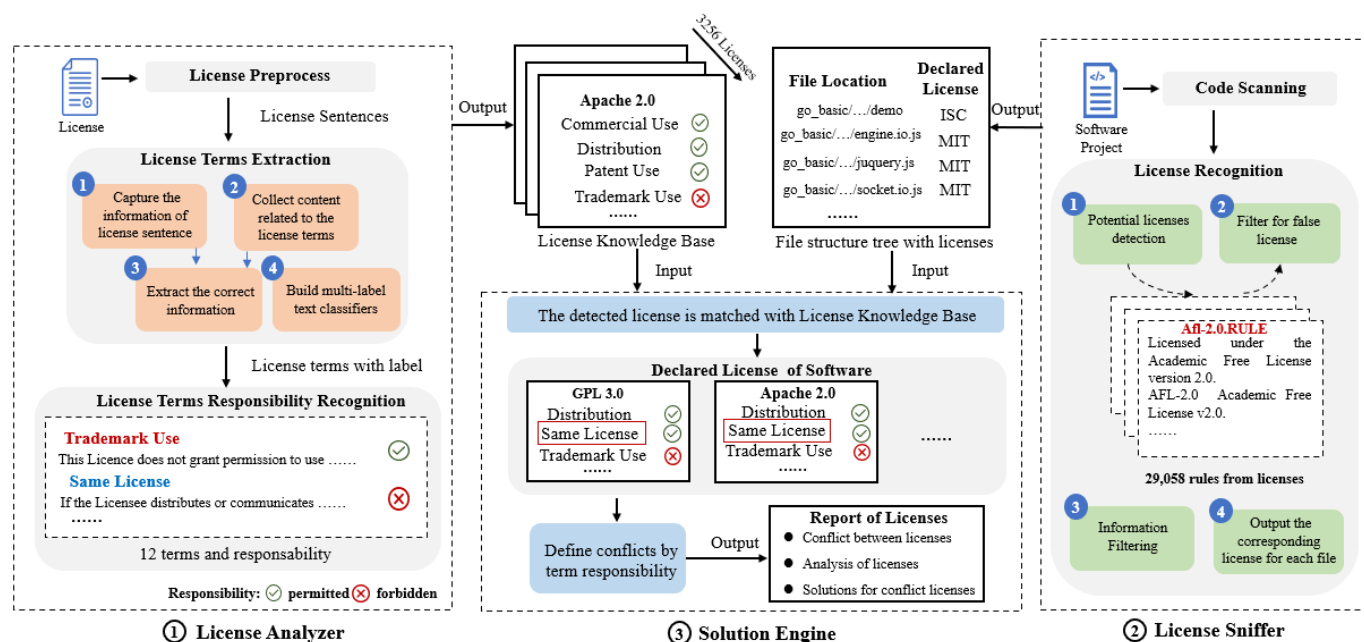 License
License Preprocess
License Sentences
License Terms Extraction
1
Capture the
information of
license sentence
2
Collect content
related to the
license terms
3
Extract the correct
information
4
Build multi-label
text classifiers
License terms with label
License Terms Responsibility Recognition
Trademark Use
This Licence does not grant permission to use ……
Same License
If the Licensee distributes or communicates ……
……
12 terms and responsability
Responsibility: permitted forbidden
① License Analyzer
Output
Apache 2.0
Commercial Use
Distribution
Patent Use
Trademark Use
……
License Knowledge Base
3256 Licenses
File Location
Declared
License
go_basic/…/demo ISC
go_basic/…/engine.io.js MIT
go_basic/…/juquery.js MIT
go_basic/…/socket.io.js MIT
……
File structure tree with licenses
Input
Input
The detected license is matched with License Knowledge Base
Declared License of Software
GPL 3.0
Distribution
Same License
Trademark Use
……
Apache 2.0
Distribution
Same License
Trademark Use
……
……
Define conflicts by
term responsibility
Output
Report of Licenses
● Conflict between licenses
● Analysis of licenses
● Solutions for conflict licenses
③ Solution Engine
Output
Software
Project
Code Scanning
License Recognition
1
Potential licenses
detection
2
Filter for false
license
Afl-2.0.RULE
Licensed under the
Academic Free License
version 2.0.
AFL-2.0 Academic Free
License v2.0.
……
29,058 rules from licenses
3
Information
Filtering
4
Output the
corresponding
license for each file
② License Sniffer